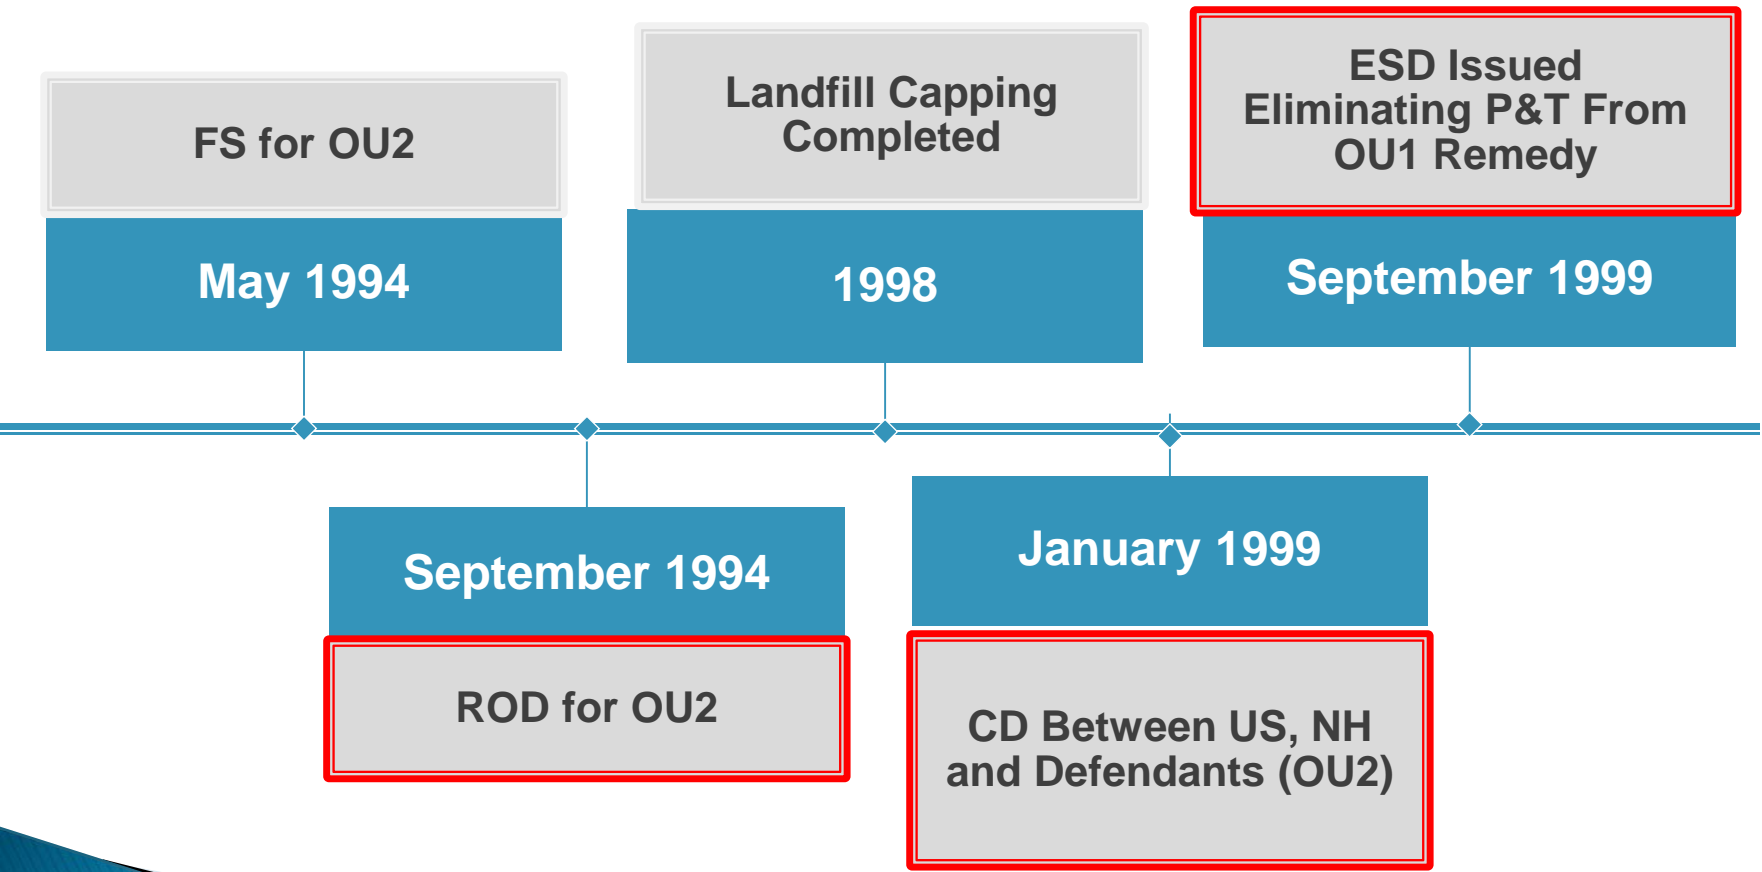 FS for OU2
May 1994
September 1994
ROD for OU2
Landfill Capping
Completed
1998
January 1999
CD Between US, NH
and Defendants (OU2)
ESD Issued
Eliminating P&T From
OU1 Remedy
September 1999